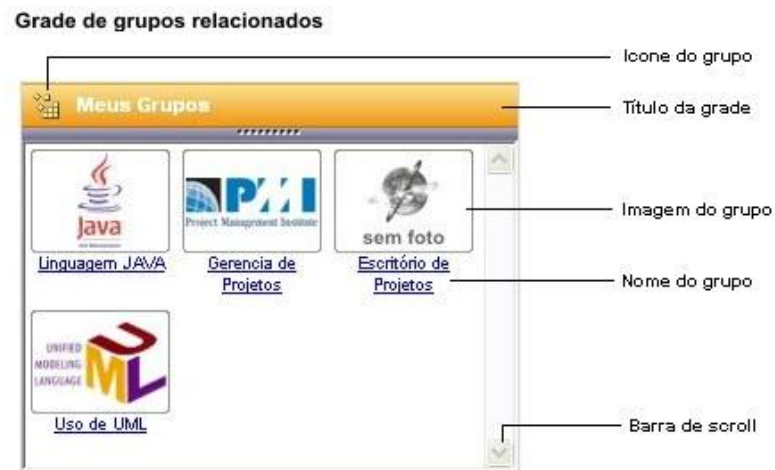 Grade de grupos relacionados
Icone do grupo
Meus Grupos
Título da grade
Java
PMI
Project Management Institute
sem foto
Imagem do grupo
Linguagem JAVA
Gerencia de
Projetos
Escritório de
Projetos
Nome do grupo
UNIFIED
MODELING
LANGUAGE
UML
Uso de UML
Barra de scroll